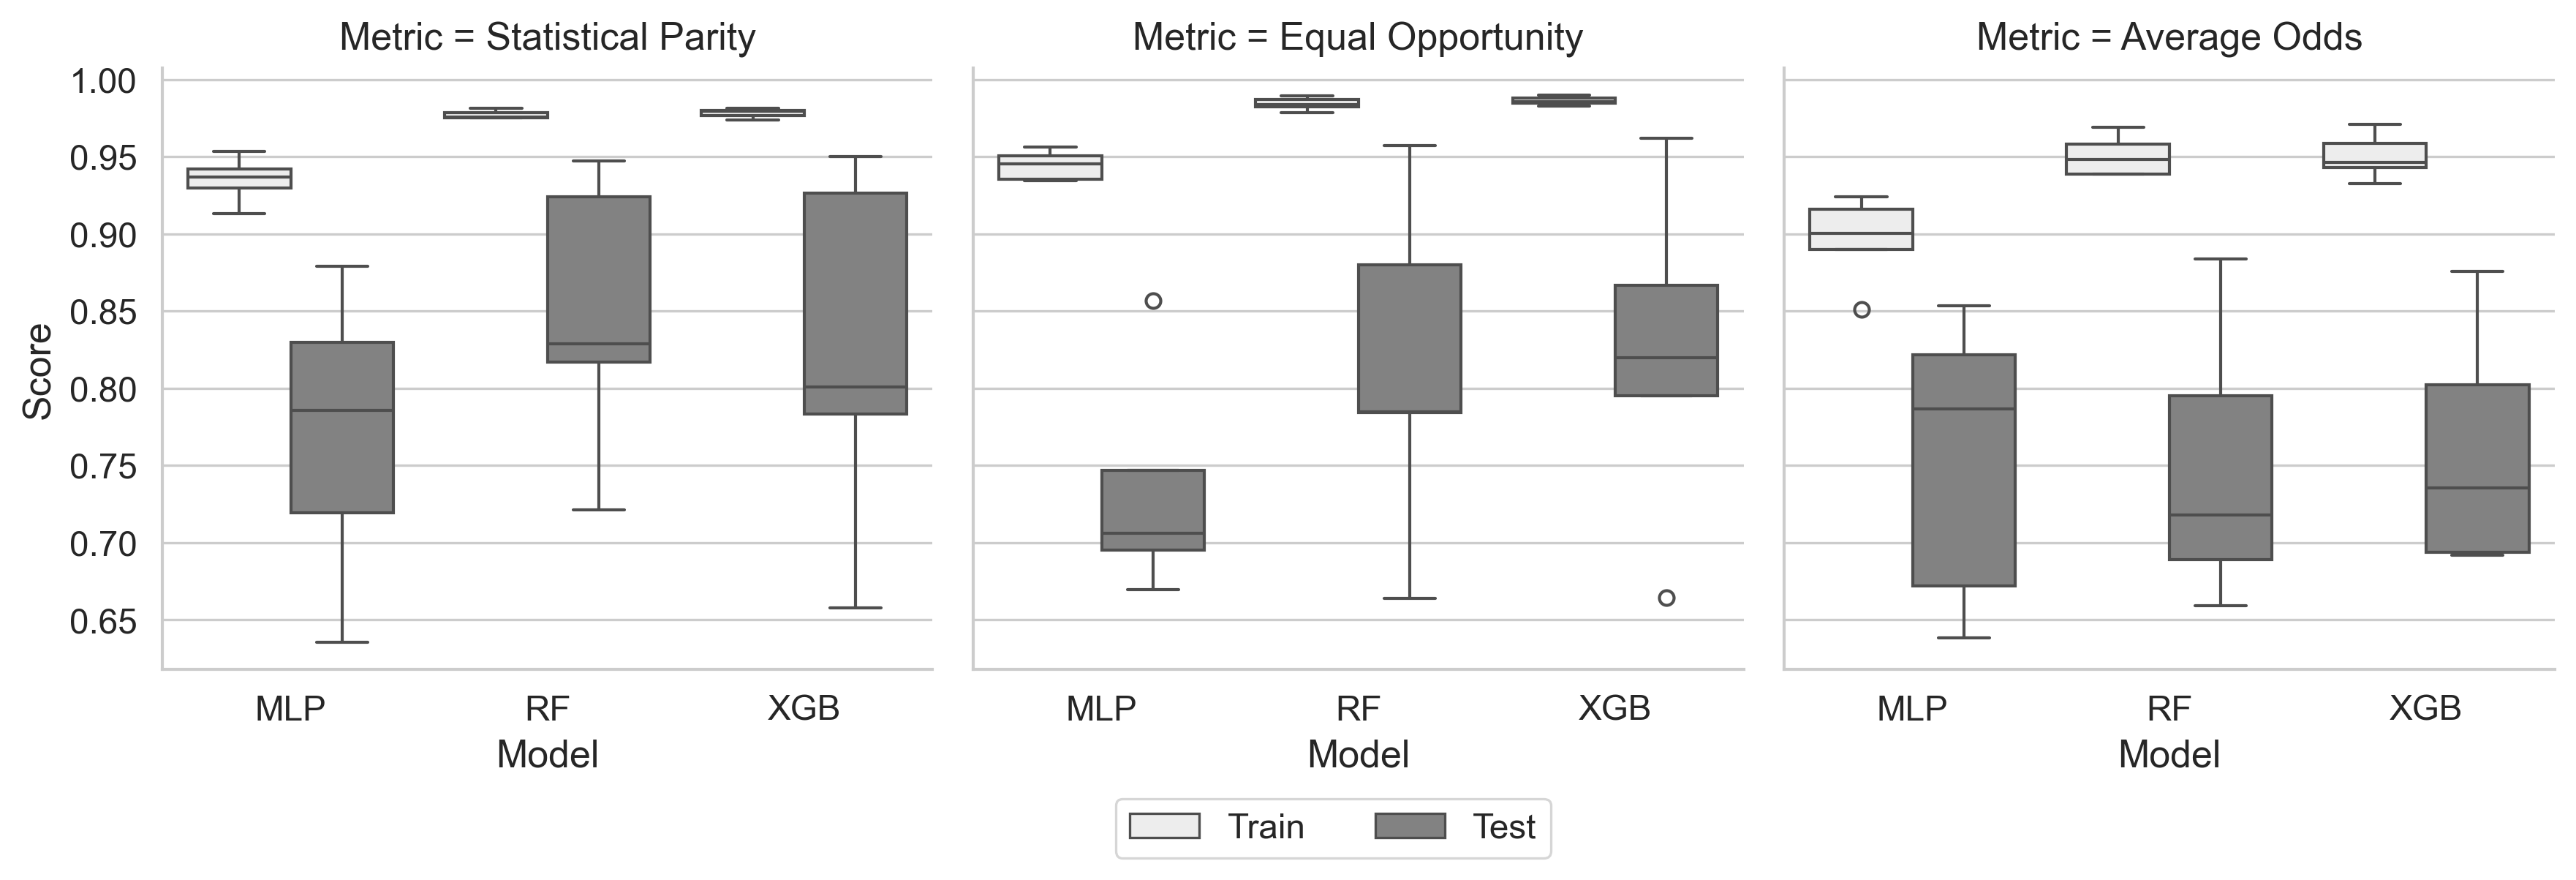 Metric = Statistical Parity
Metric = Equal Opportunity
Metric = Average Odds
Score
1.00
0.95
0.90
0.85
0.80
0.75
0.70
0.65
MLP RF XGB
MLP RF XGB
MLP RF XGB
Model
Model
Model
Train Test